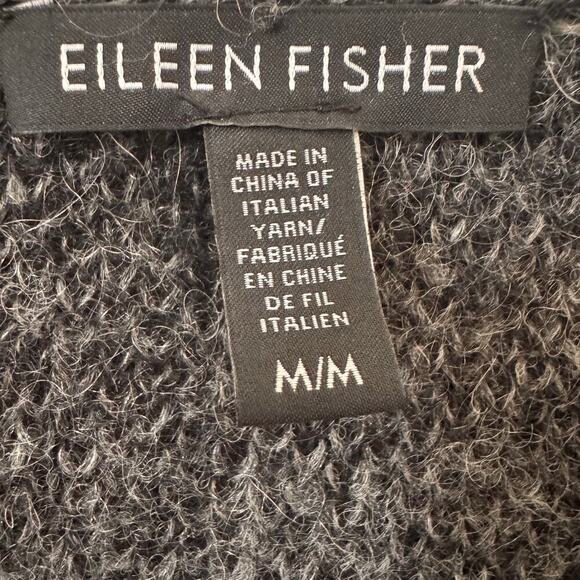 EILEEN FISHER
MADE IN
CHINA OF
ITALIAN
YARN/
FABRIQUÉ
EN CHINE
DE FIL
ITALIEN
M/M